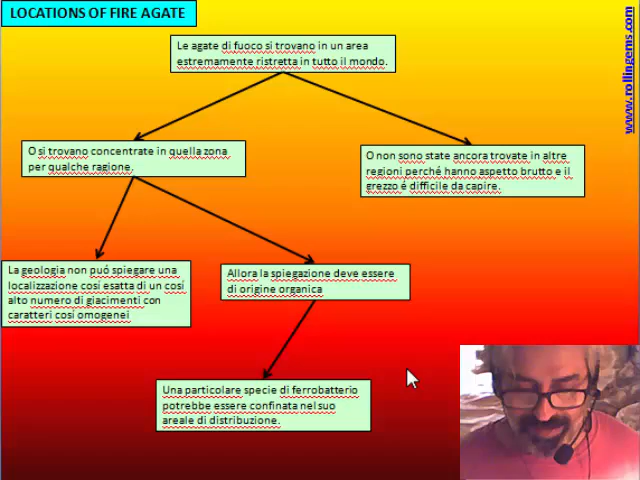 LOCATIONS OF FIRE AGATE
www.rollingems.com
Le agate di fuoco si trovano in un area
estremamente ristretta in tutto il mondo.
O si trovano concentrate in quella zona
per qualche ragione.
O non sono state ancora trovate in altre
regioni perché hanno aspetto brutto e il
grezzo é difficile da capire.
La geologia non puó spiegare una
localizzazione cosí esatta di un cosí
alto numero di giacimenti con
caratteri cosi omogenei
Allora la spiegazione deve essere
di origine organica
Una particolare specie di ferrobatterio
potrebbe essere confinata nel suo
areale di distribuzione.